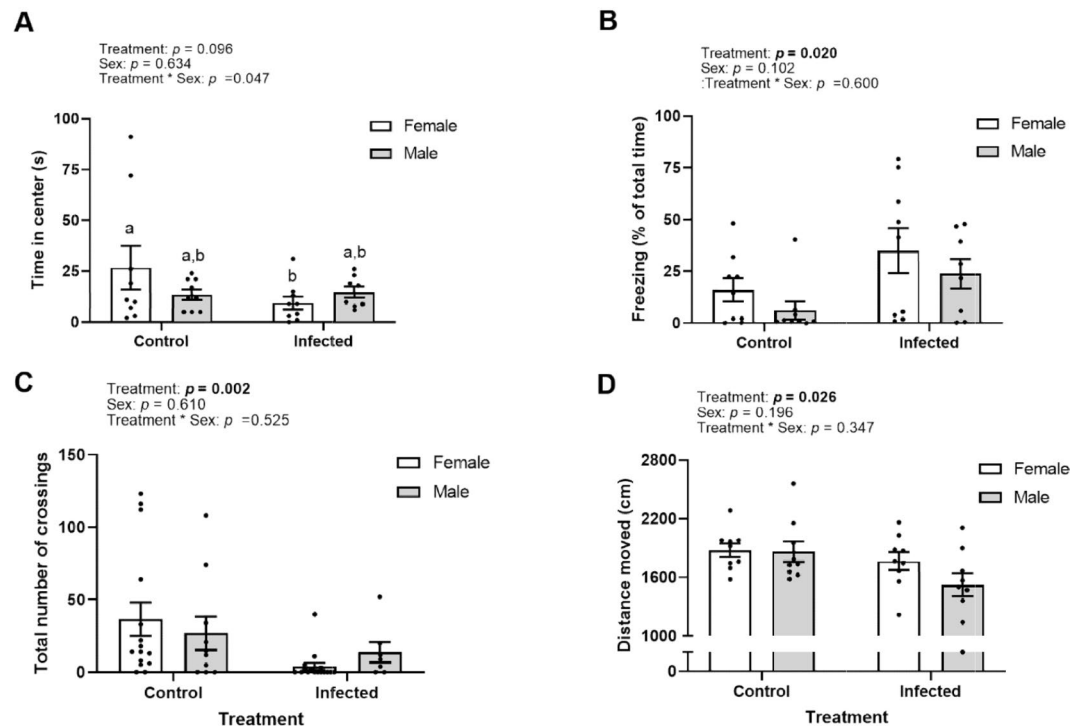 A
Treatment: p = 0.096
Sex: p = 0.634
Treatment * Sex: p =0.047
100
75
50
25
0
Time in center (s)
Female
Male
a
a,b
b
a,b
Control
Infected
B
Treatment: p = 0.020
Sex: p = 0.102
:Treatment * Sex: p =0.600
100
75
50
25
0
Freezing (% of total time)
Female
Male
Control
Infected
C
Treatment: p = 0.002
Sex: p = 0.610
Treatment * Sex: p =0.525
150
100
50
0
Total number of crossings
Female
Male
Control
Infected
Treatment
D
Treatment: p = 0.026
Sex: p = 0.196
Treatment * Sex: p = 0.347
2800
2200
1600
1000
0
Distance moved (cm)
Female
Male
Control
Infected
Treatment